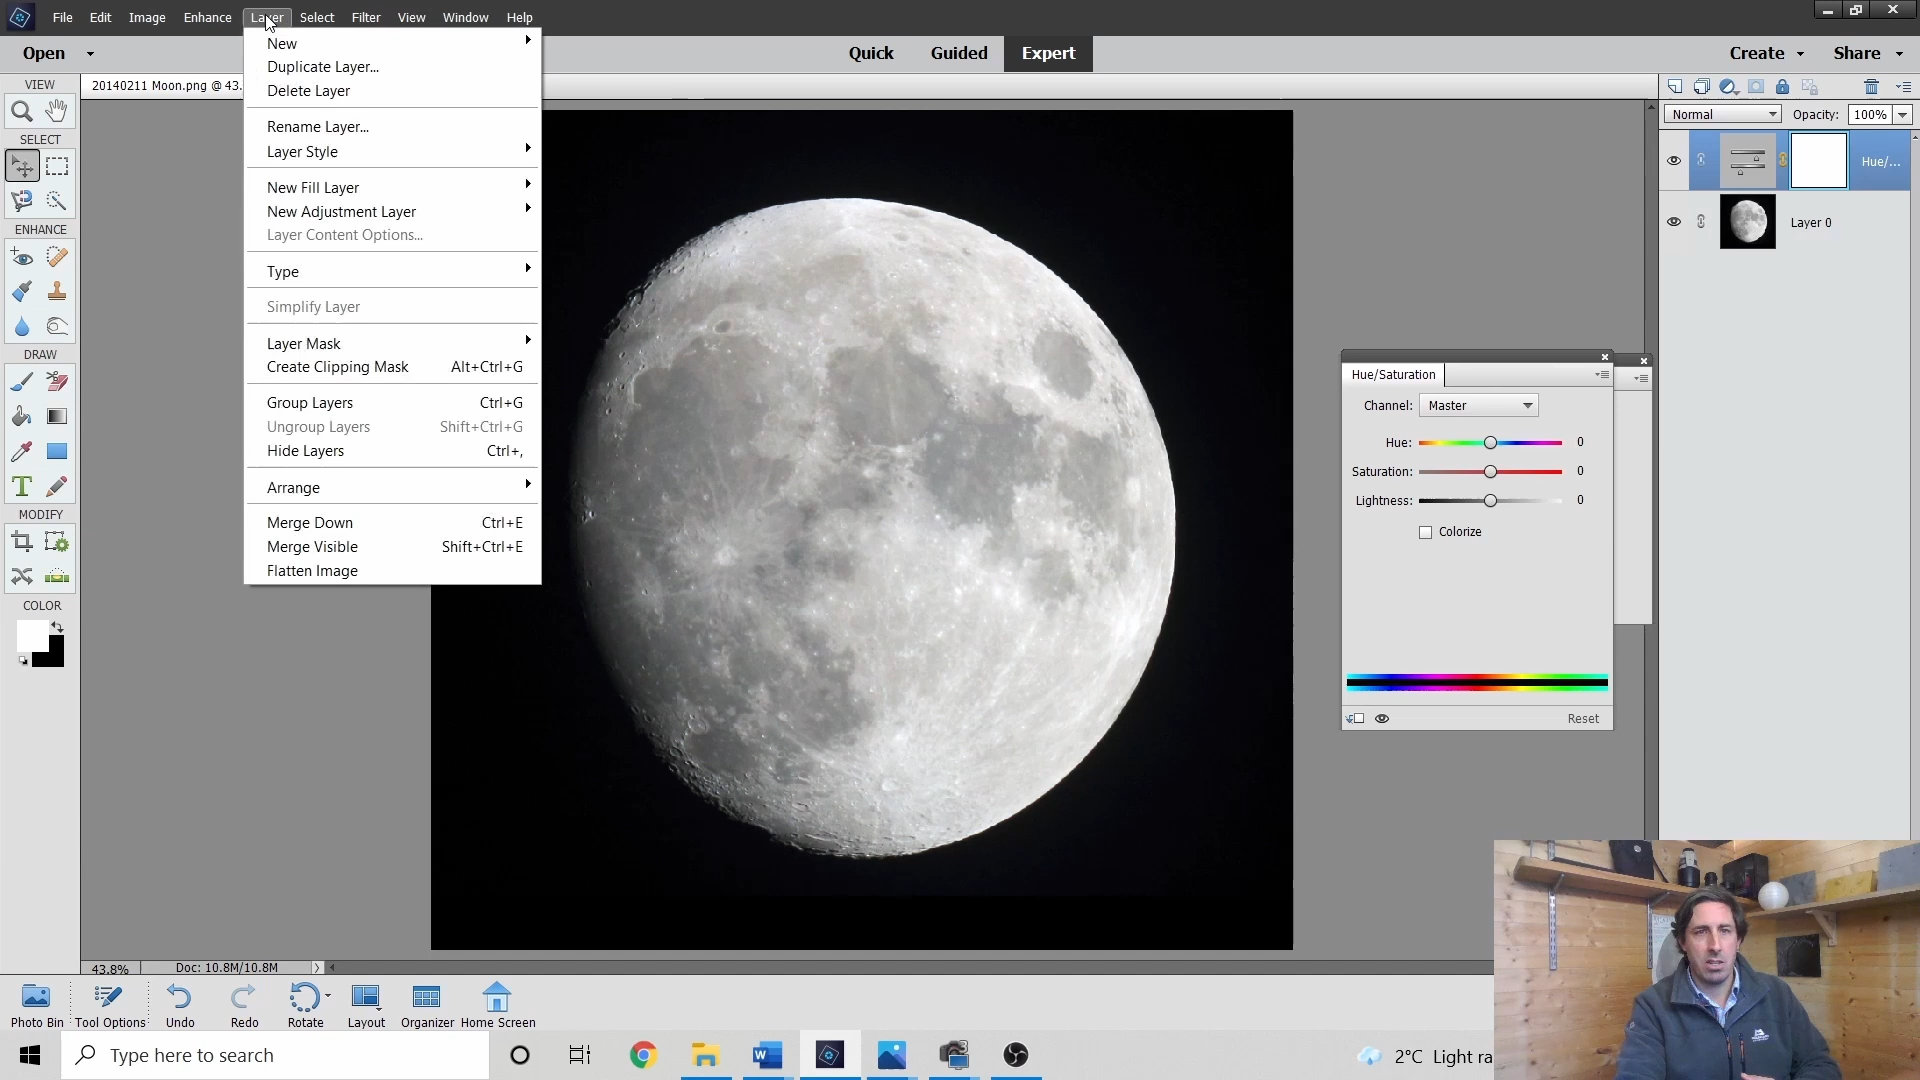 File Edit Image Enhance Layer Select Filter View Window Help
Open Quick Guided Expert Create Share
VIEW
20140211 Moon.png @ 43.
SELECT
ENHANCE
DRAW
MODIFY
COLOR
New
Duplicate Layer...
Delete Layer
Rename Layer...
Layer Style
New Fill Layer
New Adjustment Layer
Layer Content Options...
Type
Simplify Layer
Layer Mask
Create Clipping Mask Alt+Ctrl+G
Group Layers Ctrl+G
Ungroup Layers Shift+Ctrl+G
Hide Layers Ctrl+,
Arrange
Merge Down Ctrl+E
Merge Visible Shift+Ctrl+E
Flatten Image
Normal Opacity: 100%
Hue/...
Layer 0
Hue/Saturation
Channel: Master
Hue: 0
Saturation: 0
Lightness: 0
Colorize
Reset
43.8% Doc: 10.8M/10.8M
Photo Bin Tool Options Undo Redo Rotate Layout Organizer Home Screen
Type here to search
2°C Light ra